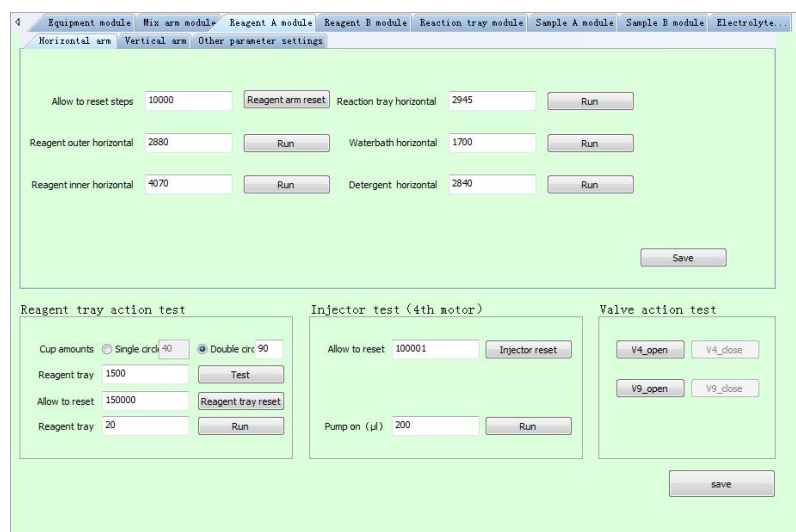 Equipment module Mix arm module Reagent A module Reagent B module Reaction tray module Sample A module Sample B module Electrolyte...
Horizontal arm Vertical arm Other parameter settings
Allow to reset steps 10000 Reagent arm reset Reaction tray horizontal 2945 Run
Reagent outer horizontal 2880 Run Waterbath horizontal 1700 Run
Reagent inner horizontal 4070 Run Detergent horizontal 2840 Run
Save
Reagent tray action test
Cup amounts Single circl 40 Double circ 90
Reagent tray 1500 Test
Allow to reset 150000 Reagent tray reset
Reagent tray 20 Run
Injector test (4th motor)
Allow to reset 100001 Injector reset
Pump on (μl) 200 Run
Valve action test
V4_open V4_close
V9_open V9_close
save